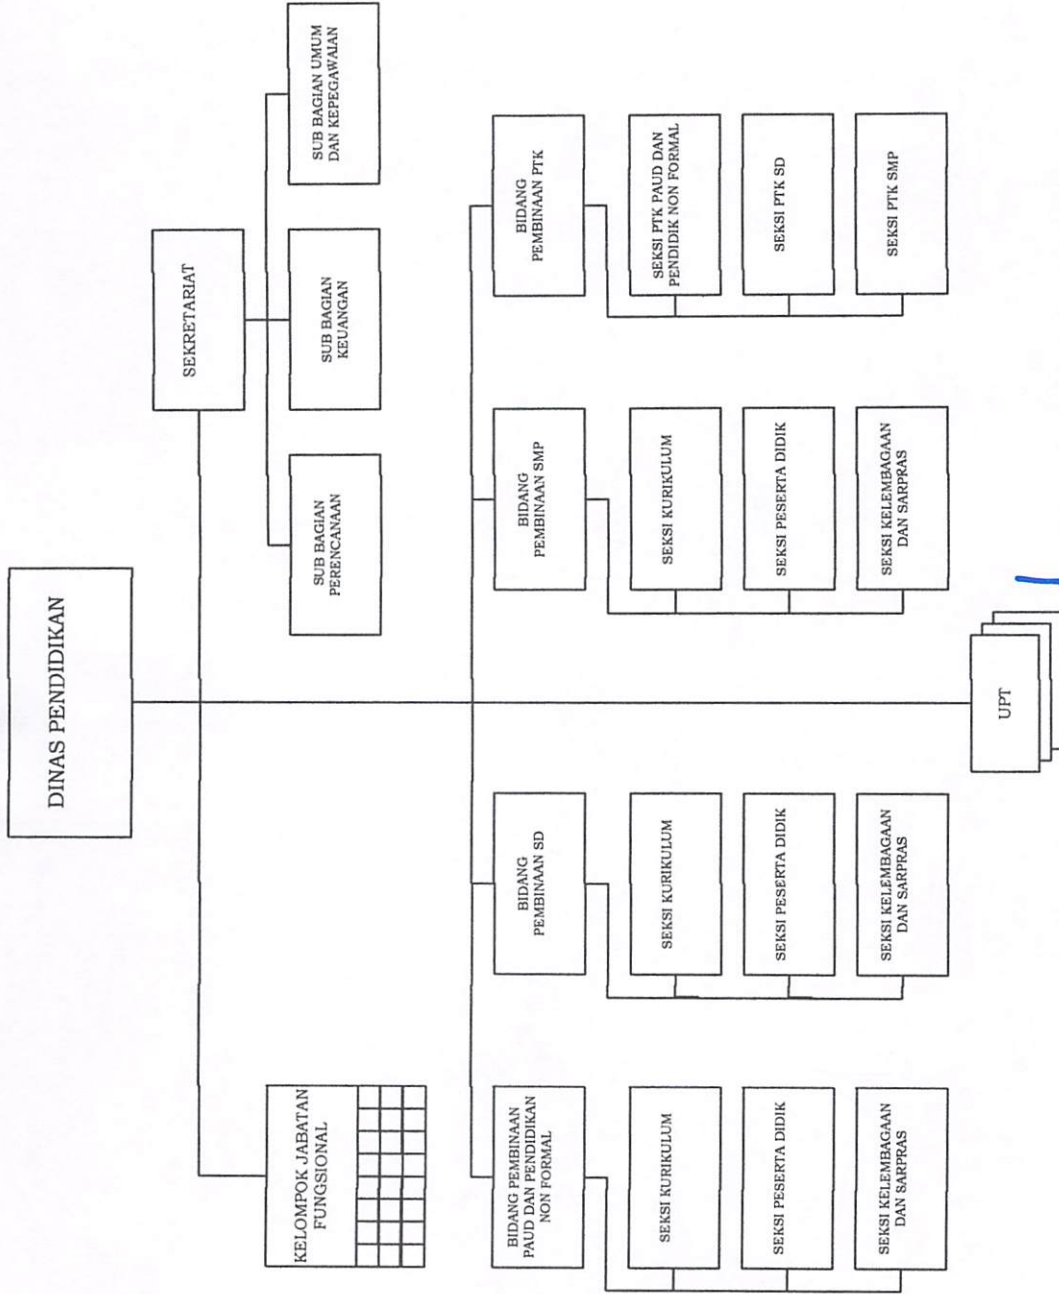 DINAS PENDIDIKAN
KELOMPOK JABATAN
FUNGSIONAL
SEKRETARIAT
SUB BAGIAN
PERENCANAAN
SUB BAGIAN
KEUANGAN
SUB BAGIAN UMUM
DAN KEPEGAWAIAN
BIDANG PEMBINAAN
PAUD DAN PENDIDIKAN
NON FORMAL
SEKSI KURIKULUM
SEKSI PESERTA DIDIK
SEKSI KELEMBAGAAN
DAN SARPRAS
BIDANG
PEMBINAAN SD
SEKSI KURIKULUM
SEKSI PESERTA DIDIK
SEKSI KELEMBAGAAN
DAN SARPRAS
BIDANG
PEMBINAAN SMP
SEKSI KURIKULUM
SEKSI PESERTA DIDIK
SEKSI KELEMBAGAAN
DAN SARPRAS
BIDANG
PEMBINAAN PTK
SEKSI PTK PAUD DAN
PENDIDIK NON FORMAL
SEKSI PTK SD
SEKSI PTK SMP
UPT